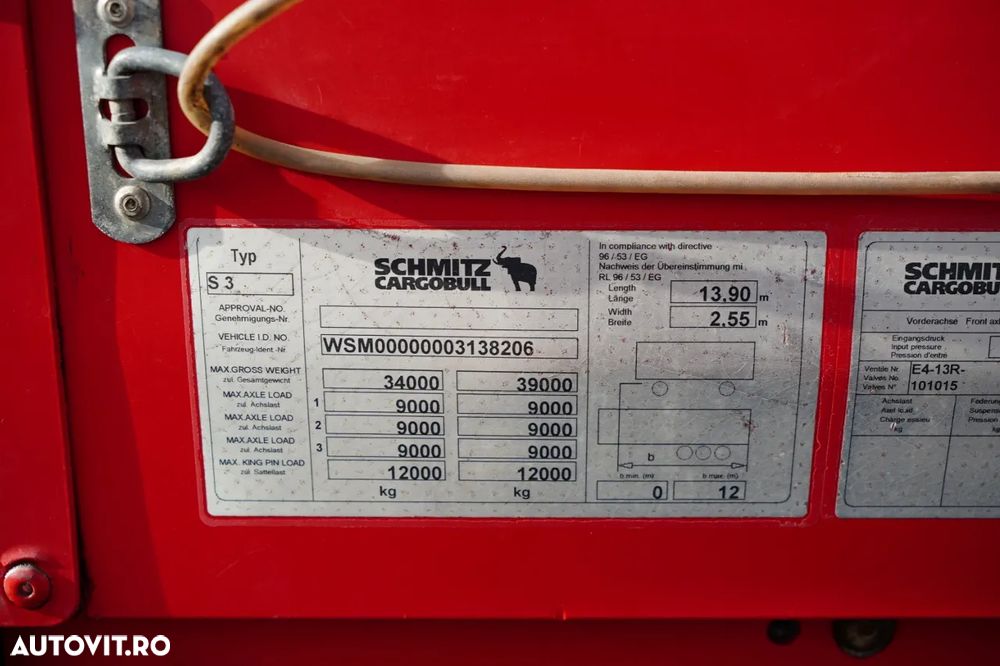 Typ
S 3
APPROVAL-NO.
Genehmigungs-Nr.
VEHICLE I.D. NO.
Fahrzeug-Ident.-Nr.
MAX.GROSS WEIGHT
zul. Gesamtgewicht
MAX.AXLE LOAD
zul. Achslast
MAX.AXLE LOAD
zul. Achslast
MAX.AXLE LOAD
zul. Achslast
MAX. KING PIN LOAD
zul. Sattellast
SCHMITZ
CARGOBULL
WSM00000003138206
34000 39000
1 9000 9000
2 9000 9000
3 9000 9000
12000 12000
kg kg
In compliance with directive
96 / 53 / EG
Nachweis der Übereinstimmung mi.
RL 96 / 53 / EG
Length
Länge 13,90 m
Width
Breite 2,55 m
b
b min. (m) b max. (m)
0 12
SCHMITZ
CARGOBULL
Vorderachse Front ax
Eingangsdruck
Input pressure
Pression d'entré
Ventile Nr.
Valves No.
Valves N°
E4-13R-
101015
Achslast
Axel load
Charge essieu
kg
Federun
Suspens
Pression
AUTOVIT.RO